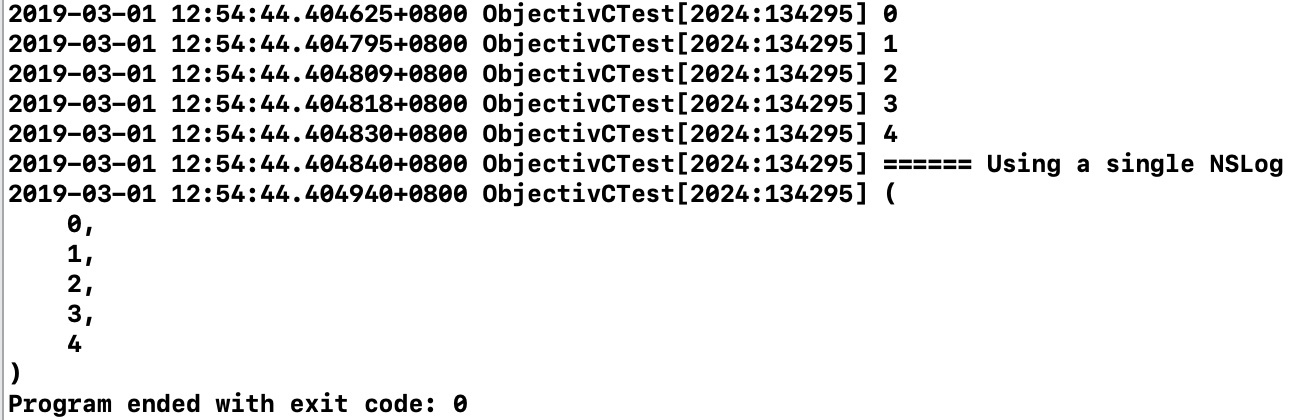 2019-03-01 12:54:44.404625+0800 ObjectivCTest[2024:134295] 0
2019-03-01 12:54:44.404795+0800 ObjectivCTest[2024:134295] 1
2019-03-01 12:54:44.404809+0800 ObjectivCTest[2024:134295] 2
2019-03-01 12:54:44.404818+0800 ObjectivCTest[2024:134295] 3
2019-03-01 12:54:44.404830+0800 ObjectivCTest[2024:134295] 4
2019-03-01 12:54:44.404840+0800 ObjectivCTest[2024:134295] ====== Using a single NSLog
2019-03-01 12:54:44.404940+0800 ObjectivCTest[2024:134295] (
    0,
    1,
    2,
    3,
    4
)
Program ended with exit code: 0